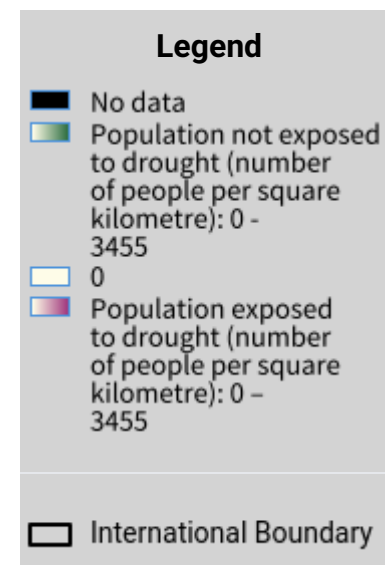 Legend
No data
Population not exposed
to drought (number
of people per square
kilometre): 0 -
3455
0
Population exposed
to drought (number
of people per square
kilometre): 0 –
3455
International Boundary